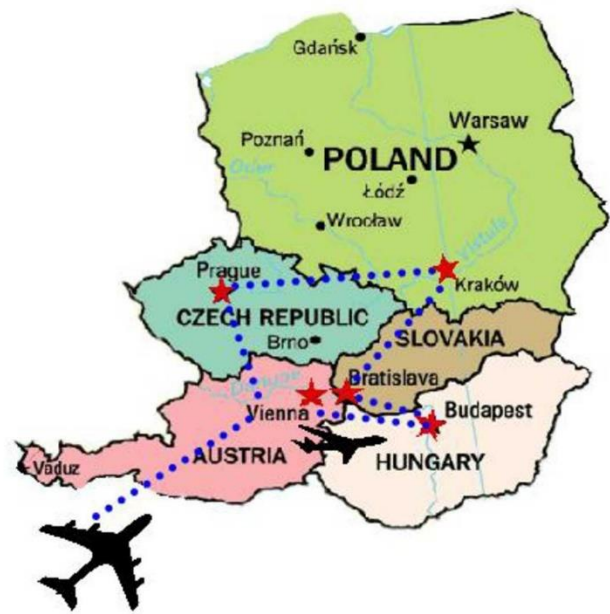 Gdańsk
Warsaw
Poznań
POLAND
Oder
Łódź
Wrocław
Vistula
Prague
Kraków
CZECH REPUBLIC
SLOVAKIA
Brno
Bratislava
Danube
Vienna
Budapest
AUSTRIA
HUNGARY
Vaduz